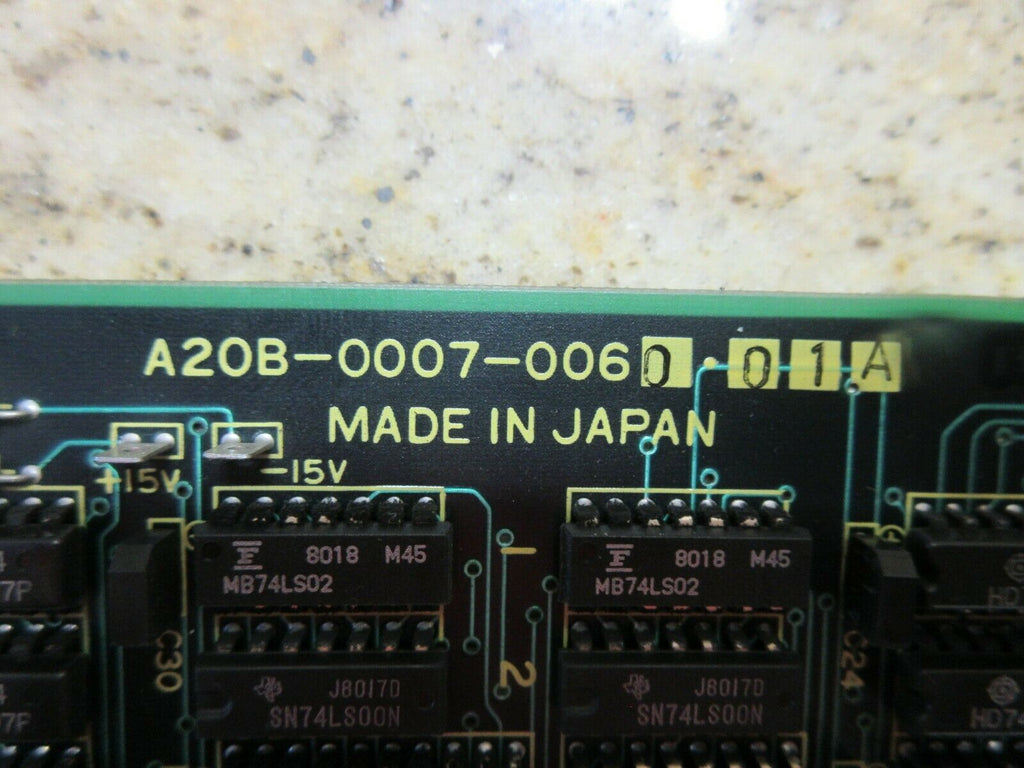 A20B-0007-0060 01A
MADE IN JAPAN
+15V
-15V
8018 M45
MB74LS02
8018 M45
MB74LS02
1
C30
C24
2
J8017D
SN74LS00N
J8017D
SN74LS00N